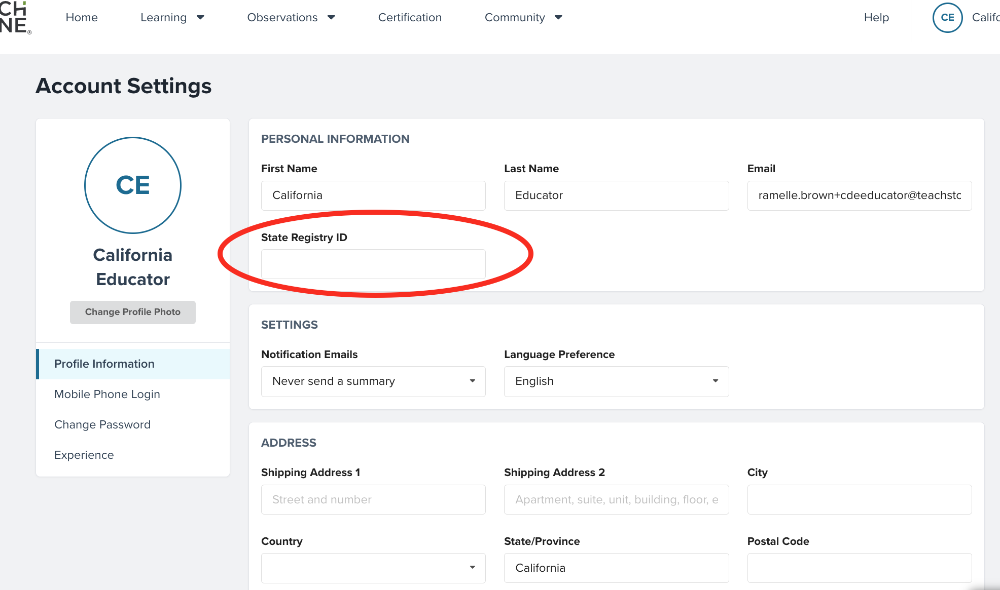 CH
NE®
Home
Learning
Observations
Certification
Community
Help
CE
Califo
Account Settings
CE
California
Educator
Change Profile Photo
Profile Information
Mobile Phone Login
Change Password
Experience
PERSONAL INFORMATION
First Name
Last Name
Email
California
Educator
ramelle.brown+cdeeducator@teachstc
State Registry ID
SETTINGS
Notification Emails
Language Preference
Never send a summary
English
ADDRESS
Shipping Address 1
Shipping Address 2
City
Street and number
Apartment, suite, unit, building, floor, e
Country
State/Province
Postal Code
California